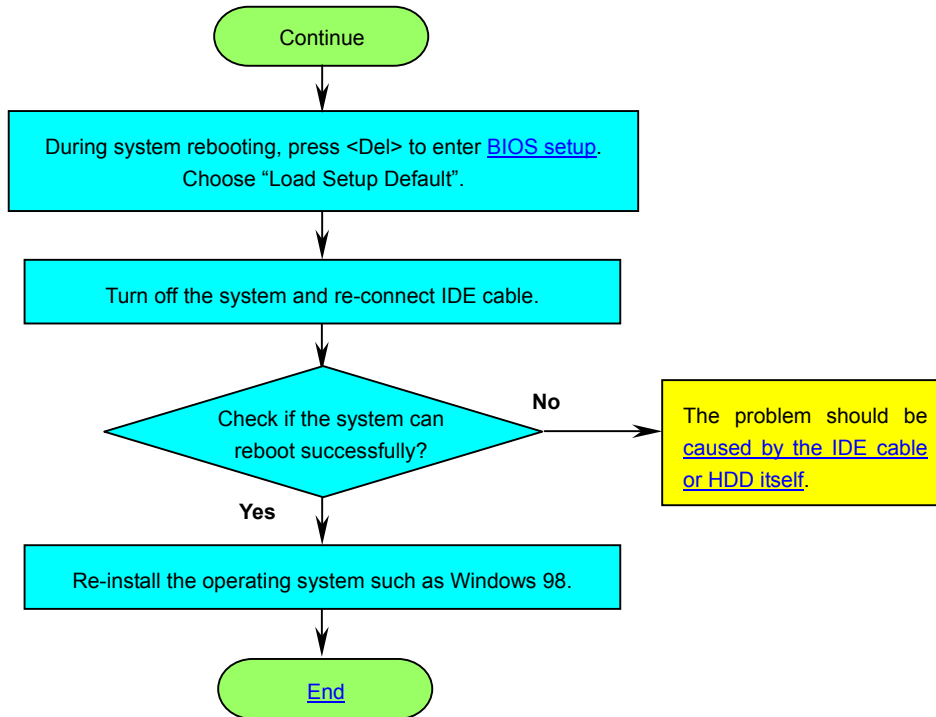 Continue
During system rebooting, press <Del> to enter BIOS setup.
Choose “Load Setup Default”.
Turn off the system and re-connect IDE cable.
Check if the system can
reboot successfully?
No
The problem should be
caused by the IDE cable
or HDD itself.
Yes
Re-install the operating system such as Windows 98.
End